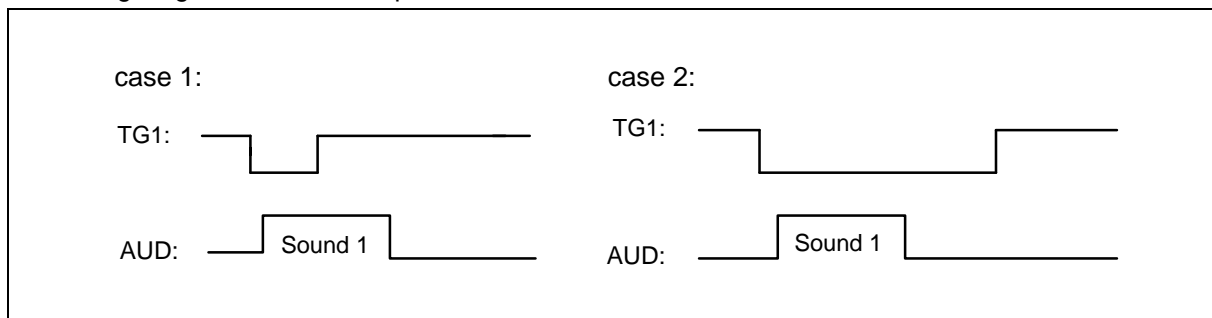 case 1: case 2:
TG1: TG1:
Sound 1 Sound 1
AUD: AUD: